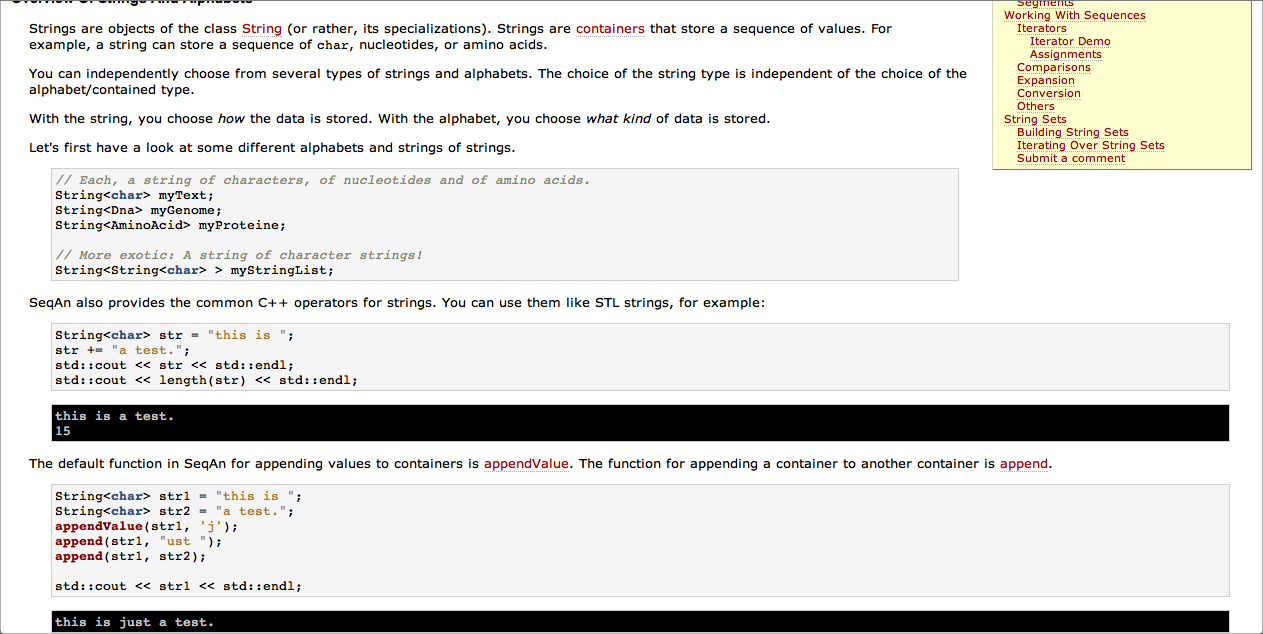 Overview Of Strings And Alphabets
Strings are objects of the class String (or rather, its specializations). Strings are containers that store a sequence of values. For
example, a string can store a sequence of char, nucleotides, or amino acids.
You can independently choose from several types of strings and alphabets. The choice of the string type is independent of the choice of the
alphabet/contained type.
With the string, you choose how the data is stored. With the alphabet, you choose what kind of data is stored.
Let's first have a look at some different alphabets and strings of strings.
// Each, a string of characters, of nucleotides and of amino acids.
String<char> myText;
String<Dna> myGenome;
String<AminoAcid> myProteine;
// More exotic: A string of character strings!
String<String<char> > myStringList;
SeqAn also provides the common C++ operators for strings. You can use them like STL strings, for example:
String<char> str = "this is ";
str += "a test.";
std::cout << str << std::endl;
std::cout << length(str) << std::endl;
this is a test.
15
The default function in SeqAn for appending values to containers is appendValue. The function for appending a container to another container is append.
String<char> str1 = "this is ";
String<char> str2 = "a test.";
appendValue(str1, 'j');
append(str1, "ust ");
append(str1, str2);
std::cout << str1 << std::endl;
this is just a test.
Segments
Working With Sequences
Iterators
Iterator Demo
Assignments
Comparisons
Expansion
Conversion
Others
String Sets
Building String Sets
Iterating Over String Sets
Submit a comment